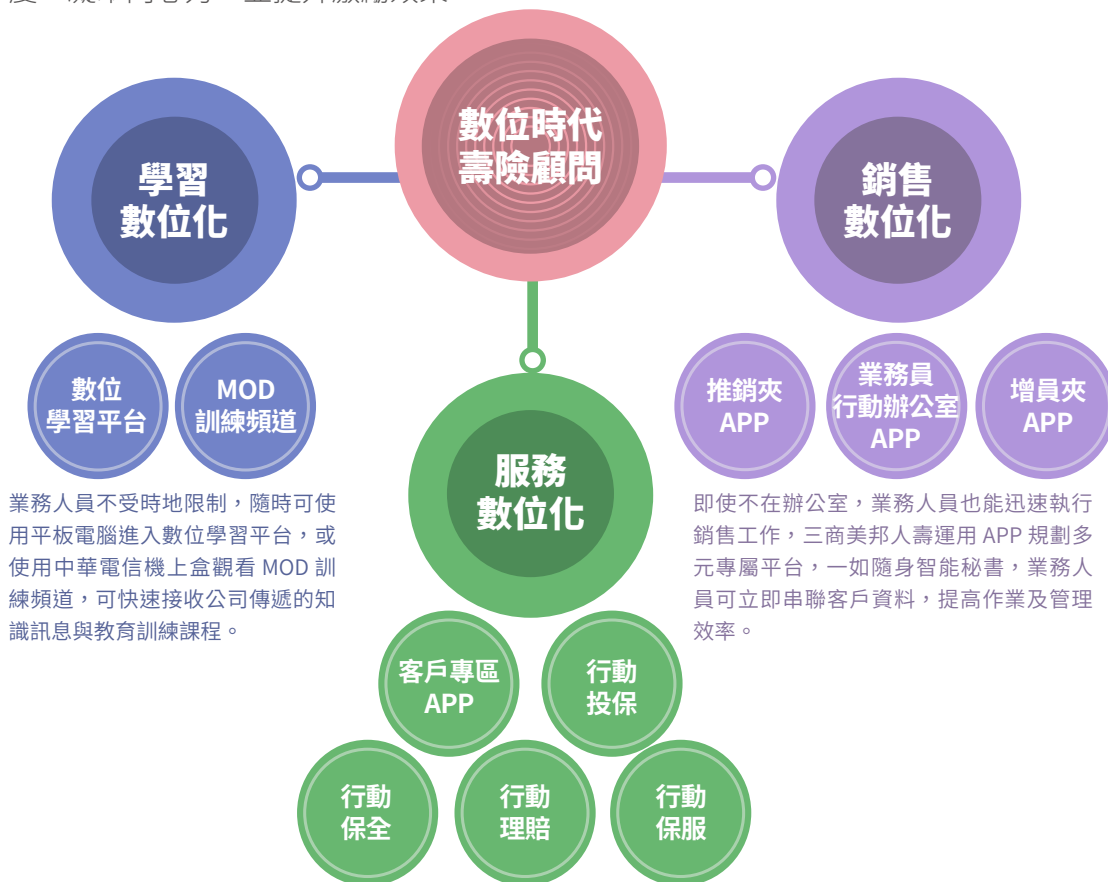 數位時代
壽險顧問
學習
數位化
銷售
數位化
數位
學習平台
MOD
訓練頻道
業務人員不受時地限制，隨時可使
用平板電腦進入數位學習平台，或
使用中華電信機上盒觀看 MOD 訓
練頻道，可快速接收公司傳遞的知
識訊息與教育訓練課程。
推銷夾
APP
業務員
行動辦公室
APP
增員夾
APP
即使不在辦公室，業務人員也能迅速執行
銷售工作，三商美邦人壽運用 APP 規劃多
元專屬平台，一如隨身智能秘書，業務人
員可立即串聯客戶資料，提高作業及管理
效率。
服務
數位化
客戶專區
APP
行動
投保
行動
保全
行動
理賠
行動
保服